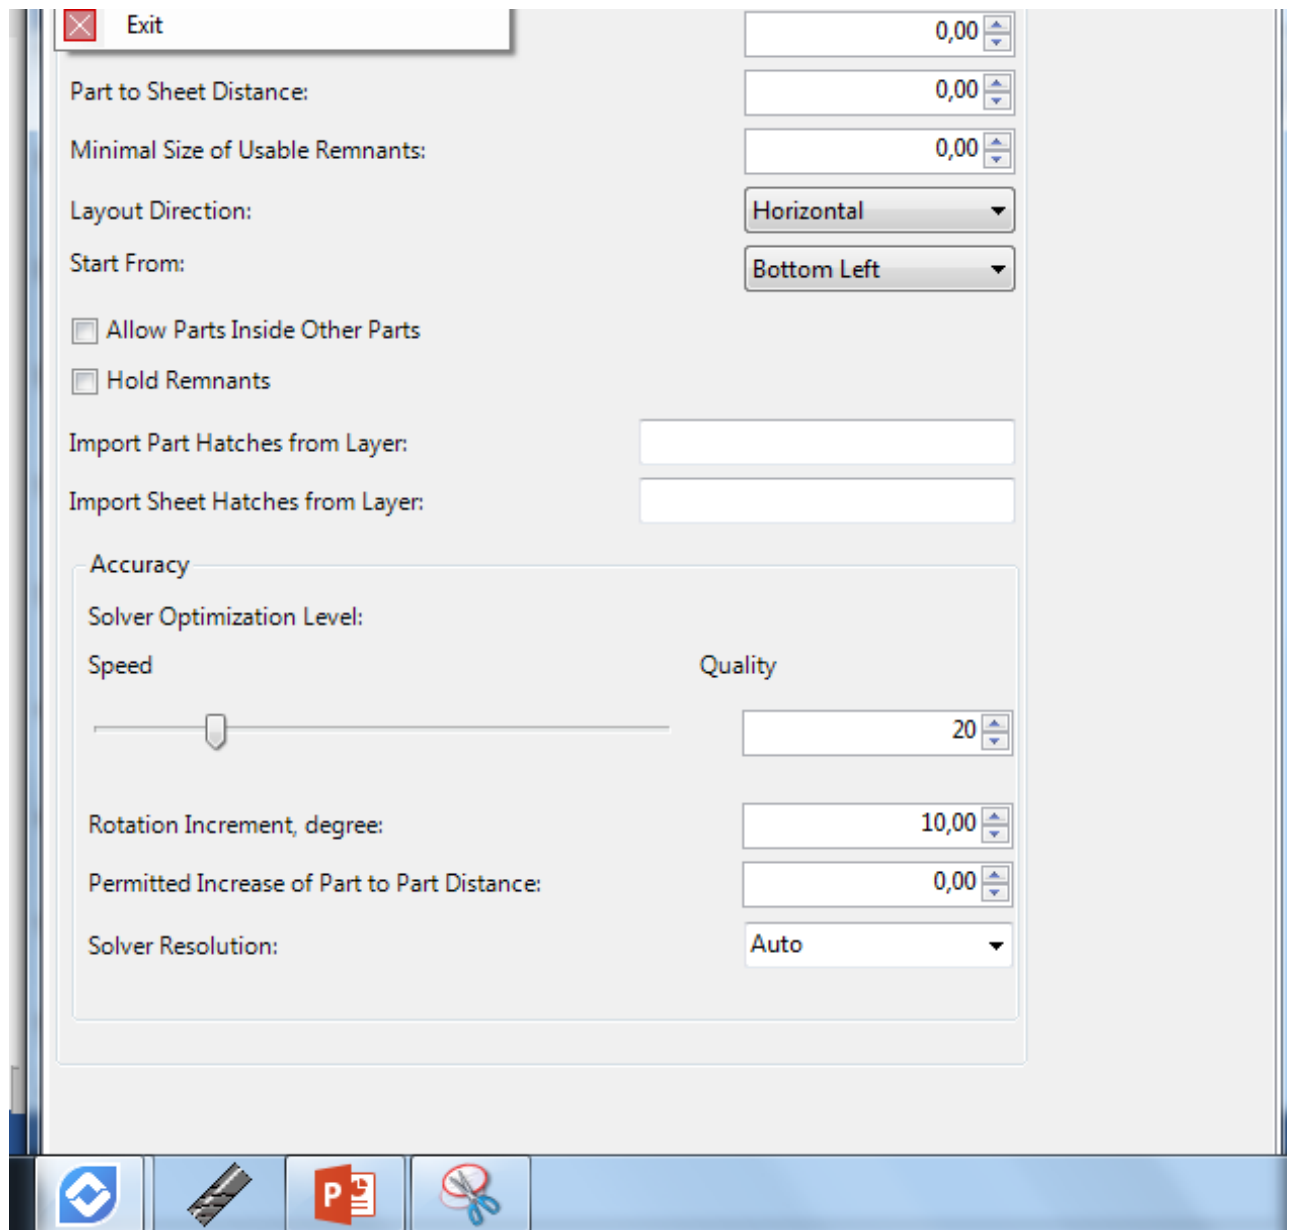 Exit
0,00
Part to Sheet Distance: 0,00
Minimal Size of Usable Remnants: 0,00
Layout Direction: Horizontal
Start From: Bottom Left
Allow Parts Inside Other Parts
Hold Remnants
Import Part Hatches from Layer:
Import Sheet Hatches from Layer:
Accuracy
Solver Optimization Level:
Speed Quality
20
Rotation Increment, degree: 10,00
Permitted Increase of Part to Part Distance: 0,00
Solver Resolution: Auto
P